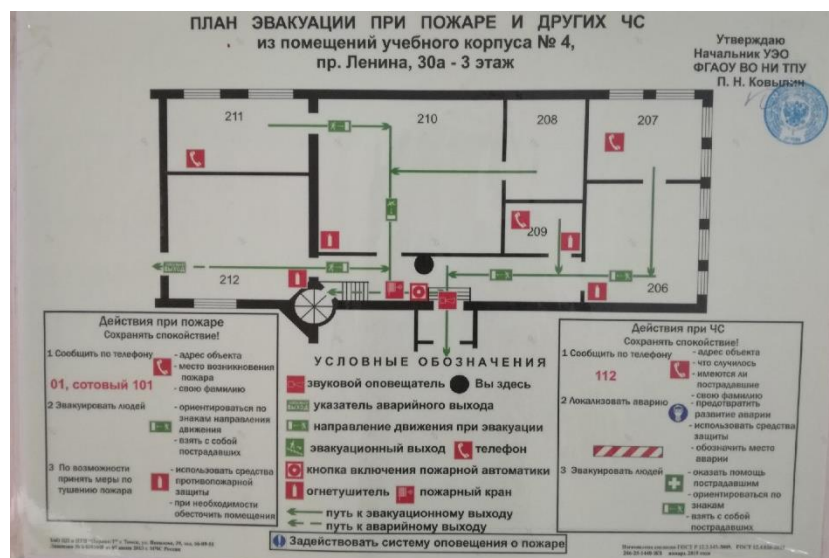 ПЛАН ЭВАКУАЦИИ ПРИ ПОЖАРЕ И ДРУГИХ ЧС
из помещений учебного корпуса № 4,
пр. Ленина, 30а - 3 этаж
Утверждаю
Начальник УЭО
ФГАОУ ВО НИ ТПУ
П. Н. Ковылин
211
210
208
207
209
212
206
Действия при пожаре
Сохранять спокойствие!
1 Сообщить по телефону
- адрес объекта
- место возникновения
пожара
- свою фамилию
01, сотовый 101
2 Эвакуировать людей
- ориентироваться по
знакам направления
движения
- взять с собой
пострадавших
3 По возможности
принять меры по
тушению пожара
- использовать средства
противопожарной
защиты
- при необходимости
обесточить помещения
УСЛОВНЫЕ ОБОЗНАЧЕНИЯ
звуковой оповещатель
Вы здесь
указатель аварийного выхода
направление движения при эвакуации
эвакуационный выход
телефон
кнопка включения пожарной автоматики
огнетушитель
пожарный кран
путь к эвакуационному выходу
путь к аварийному выходу
Задействовать систему оповещения о пожаре
Действия при ЧС
Сохранять спокойствие!
1 Сообщить по телефону
- адрес объекта
- что случилось
- имеются ли
пострадавшие
- свою фамилию
112
2 Локализовать аварию
- предотвратить
развитие аварии
- использовать средства
защиты
- обозначить место
аварии
3 Эвакуировать людей
- оказать помощь
пострадавшим
- ориентироваться по
знакам
- взять с собой
пострадавших